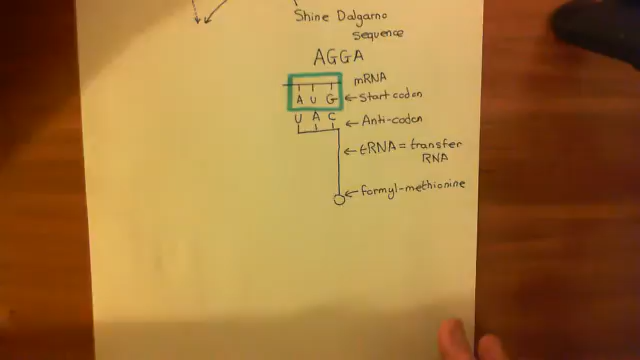 Shine Dalgarno
Sequence
AGGA
mRNA
A U G ← Start codon
U A C ← Anti-codon
← tRNA = transfer
RNA
← formyl-methionine